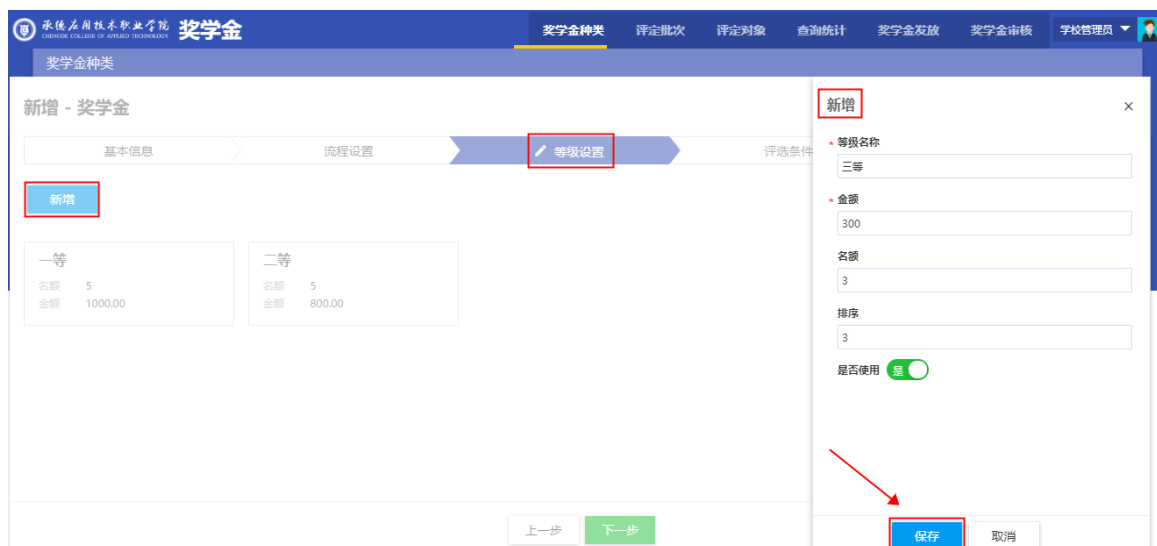 承德应用技术职业学院 奖学金
CHENGDE COLLEGE OF APPLIED TECHNOLOGY
奖学金种类 评定批次 评定对象 查询统计 奖学金发放 奖学金审核 学校管理员
奖学金种类
新增 - 奖学金
基本信息 流程设置 等级设置 评选条件
新增
一等
名额 5
金额 1000.00
二等
名额 5
金额 800.00
上一步 下一步
新增 ×
* 等级名称
三等
* 金额
300
名额
3
排序
3
是否使用 是
保存 取消